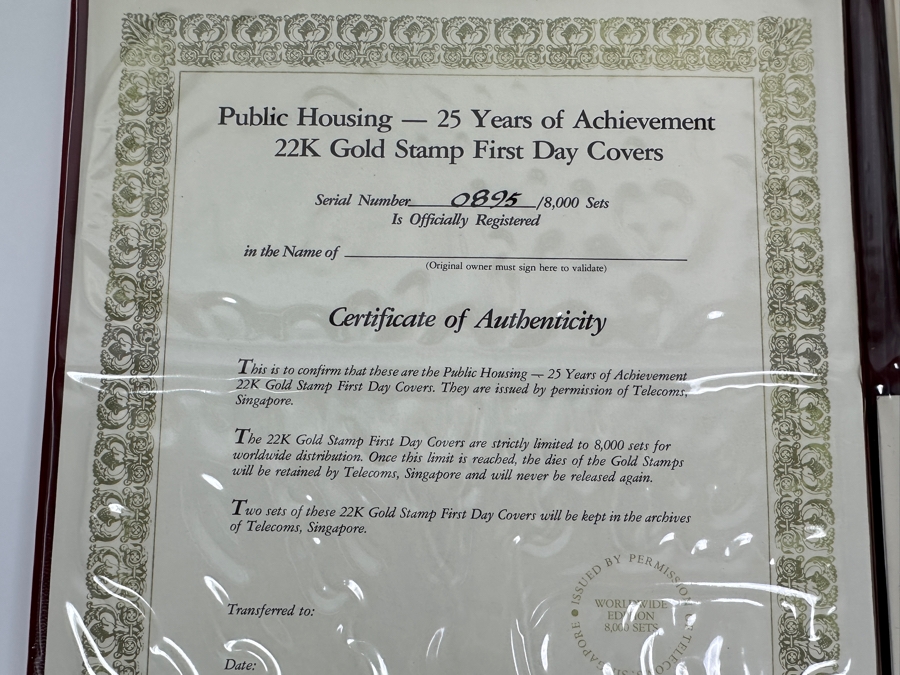 Public Housing — 25 Years of Achievement
22K Gold Stamp First Day Covers
Serial Number 0895 /8,000 Sets
Is Officially Registered
in the Name of
(Original owner must sign here to validate)
Certificate of Authenticity
This is to confirm that these are the Public Housing — 25 Years of Achievement
22K Gold Stamp First Day Covers. They are issued by permission of Telecoms,
Singapore.
The 22K Gold Stamp First Day Covers are strictly limited to 8,000 sets for
worldwide distribution. Once this limit is reached, the dies of the Gold Stamps
will be retained by Telecoms, Singapore and will never be released again.
Two sets of these 22K Gold Stamp First Day Covers will be kept in the archives
of Telecoms, Singapore.
Transferred to:
Date:
ISSUED BY PERMISSION
WORLDWIDE
EDITION
8,000 SETS